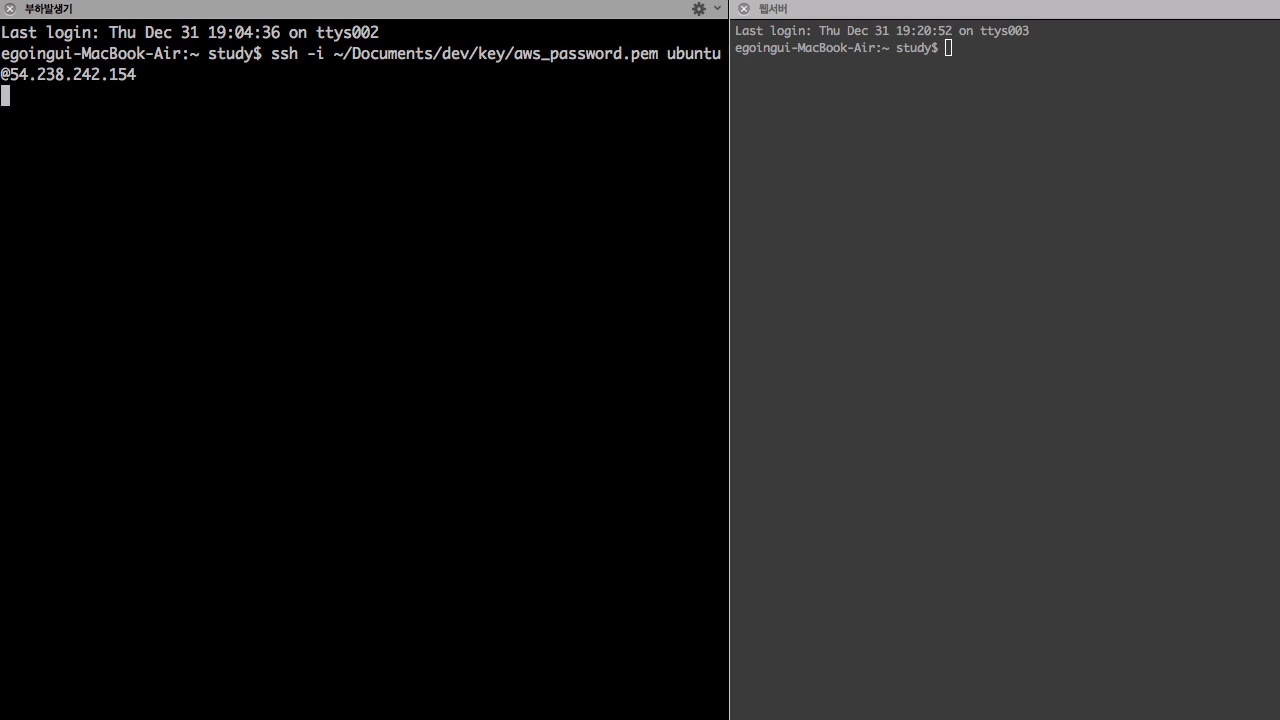 부하발생기
Last login: Thu Dec 31 19:04:36 on ttys002
egoingui-MacBook-Air:~ study$ ssh -i ~/Documents/dev/key/aws_password.pem ubuntu
@54.238.242.154
웹서버
Last login: Thu Dec 31 19:20:52 on ttys003
egoingui-MacBook-Air:~ study$